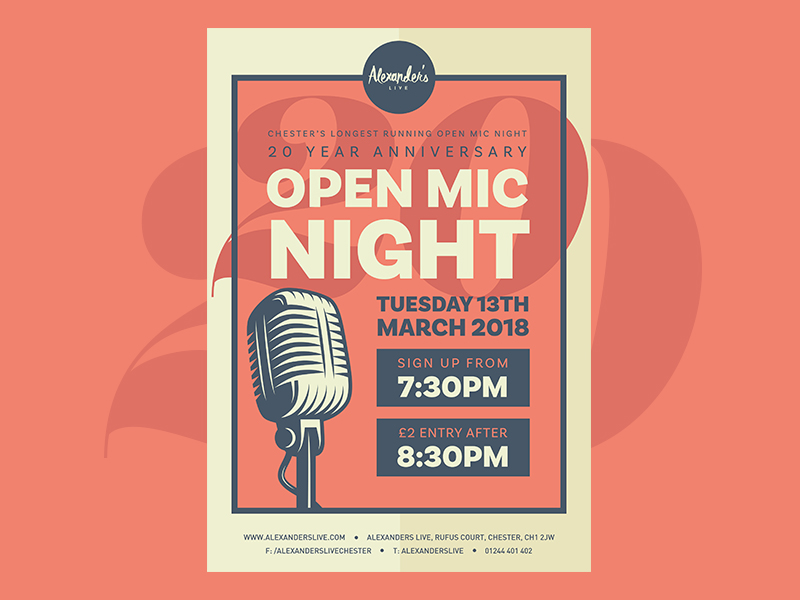 Alexander's
LIVE
CHESTER'S LONGEST RUNNING OPEN MIC NIGHT
20 YEAR ANNIVERSARY
OPEN MIC
NIGHT
20
TUESDAY 13TH
MARCH 2018
SIGN UP FROM
7:30PM
£2 ENTRY AFTER
8:30PM
WWW.ALEXANDERSLIVE.COM • ALEXANDERS LIVE, RUFUS COURT, CHESTER, CH1 2JW
F: /ALEXANDERSLIVECHESTER • T: ALEXANDERSLIVE • 01244 401 402